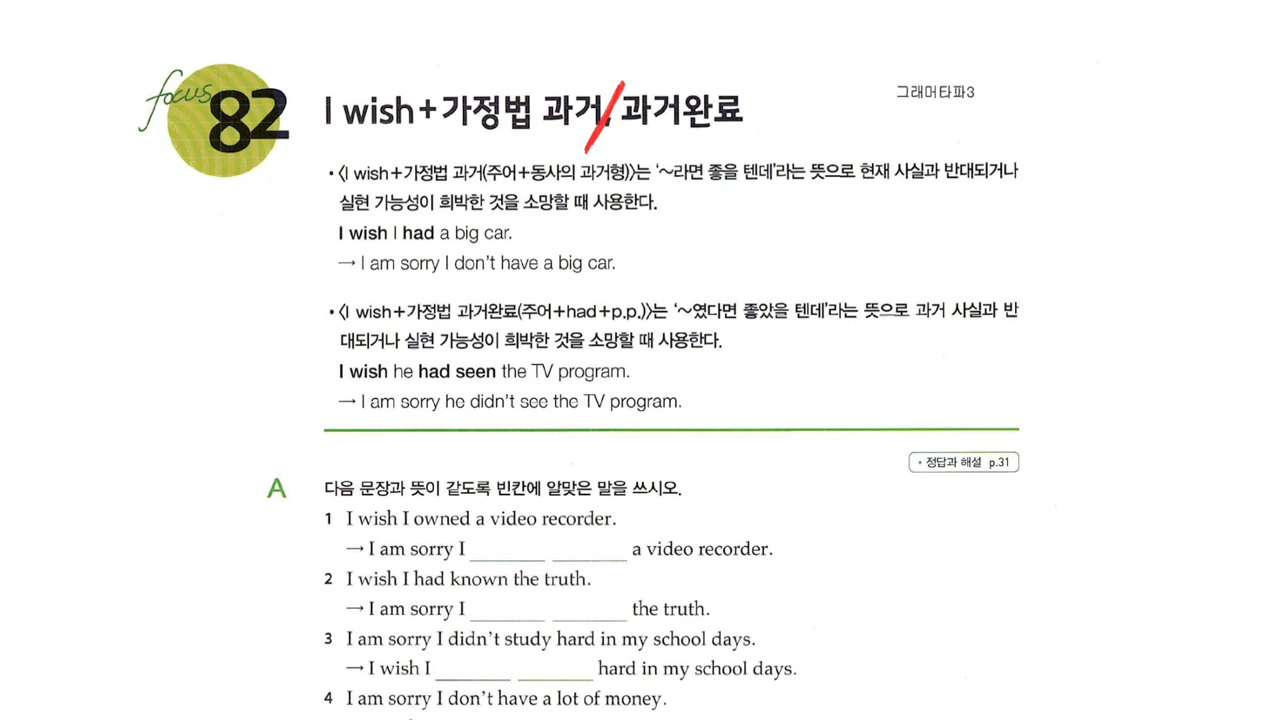 focus 82
I wish+가정법 과거, 과거완료
그래머타파3
• 〈I wish+가정법 과거(주어+동사의 과거형)〉는 ‘~라면 좋을 텐데’라는 뜻으로 현재 사실과 반대되거나
실현 가능성이 희박한 것을 소망할 때 사용한다.
I wish I had a big car.
→ I am sorry I don't have a big car.
• 〈I wish+가정법 과거완료(주어+had+p.p.)〉는 ‘~였다면 좋았을 텐데’라는 뜻으로 과거 사실과 반
대되거나 실현 가능성이 희박한 것을 소망할 때 사용한다.
I wish he had seen the TV program.
→ I am sorry he didn't see the TV program.
• 정답과 해설 p.31
A 다음 문장과 뜻이 같도록 빈칸에 알맞은 말을 쓰시오.
1 I wish I owned a video recorder.
→ I am sorry I ________ ________ a video recorder.
2 I wish I had known the truth.
→ I am sorry I ________ ________ the truth.
3 I am sorry I didn't study hard in my school days.
→ I wish I ________ ________ hard in my school days.
4 I am sorry I don't have a lot of money.